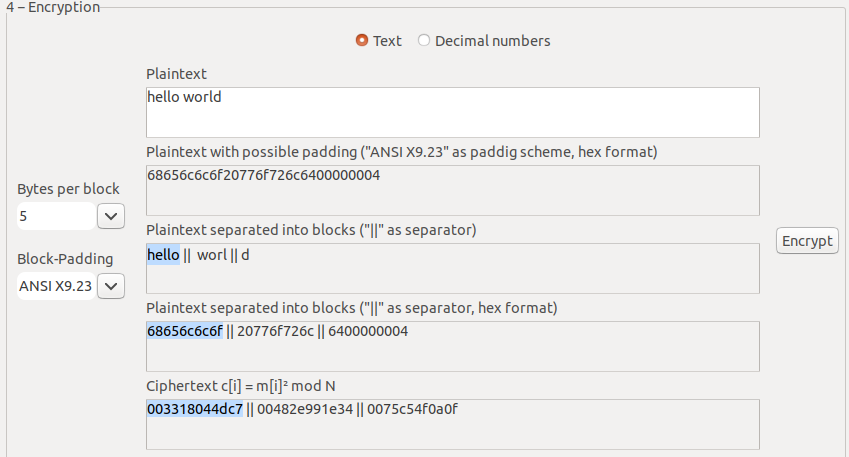 4 – Encryption
Text
Decimal numbers
Plaintext
hello world
Plaintext with possible padding ("ANSI X9.23" as paddig scheme, hex format)
68656c6c6f20776f726c6400000004
Bytes per block
5
Plaintext separated into blocks ("||" as separator)
hello || worl || d
Encrypt
Block-Padding
ANSI X9.23
Plaintext separated into blocks ("||" as separator, hex format)
68656c6c6f || 20776f726c || 6400000004
Ciphertext c[i] = m[i]² mod N
003318044dc7 || 00482e991e34 || 0075c54f0a0f